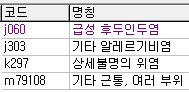 코드 명칭
j060 급성 후두인두염
j303 기타 알레르기비염
k297 상세불명의 위염
m79108 기타 근통, 여러 부위